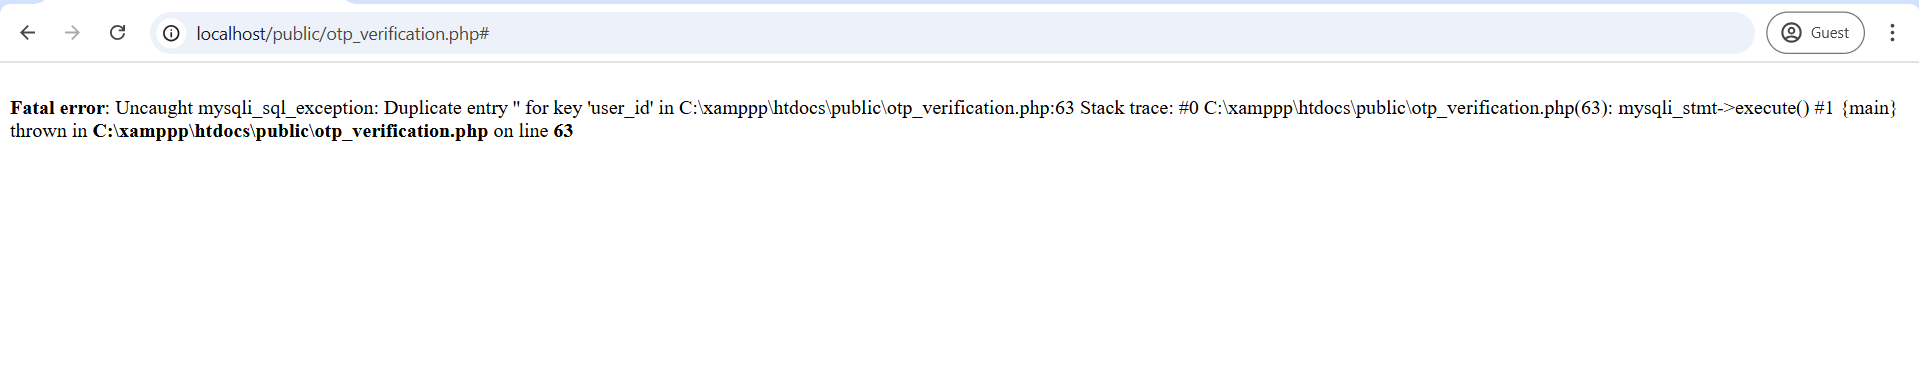 localhost/public/otp_verification.php#
Guest
Fatal error: Uncaught mysqli_sql_exception: Duplicate entry '' for key 'user_id' in C:\xamppp\htdocs\public\otp_verification.php:63 Stack trace: #0 C:\xamppp\htdocs\public\otp_verification.php(63): mysqli_stmt->execute() #1 {main}
thrown in C:\xamppp\htdocs\public\otp_verification.php on line 63